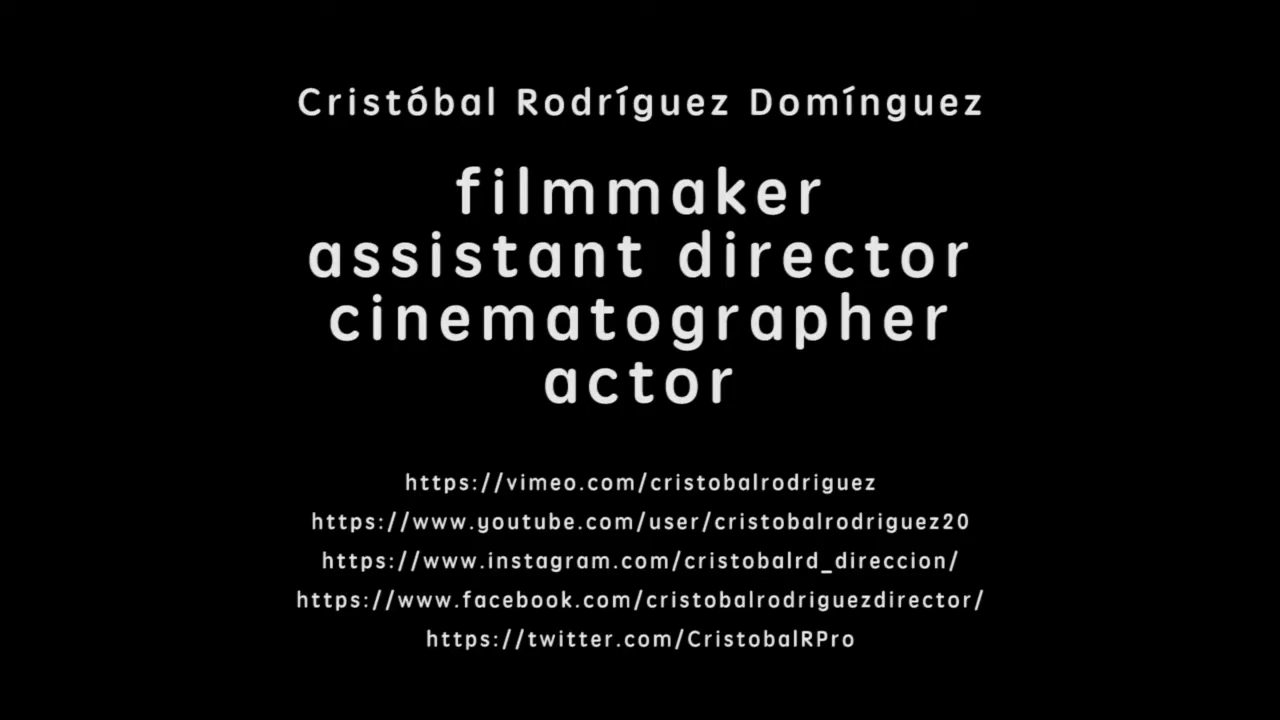 Cristóbal Rodríguez Domínguez
filmmaker
assistant director
cinematographer
actor
https://vimeo.com/cristobalrodriguez
https://www.youtube.com/user/cristobalrodriguez20
https://www.instagram.com/cristobalrd_direccion/
https://www.facebook.com/cristobalrodriguezdirector/
https://twitter.com/CristobalRPro